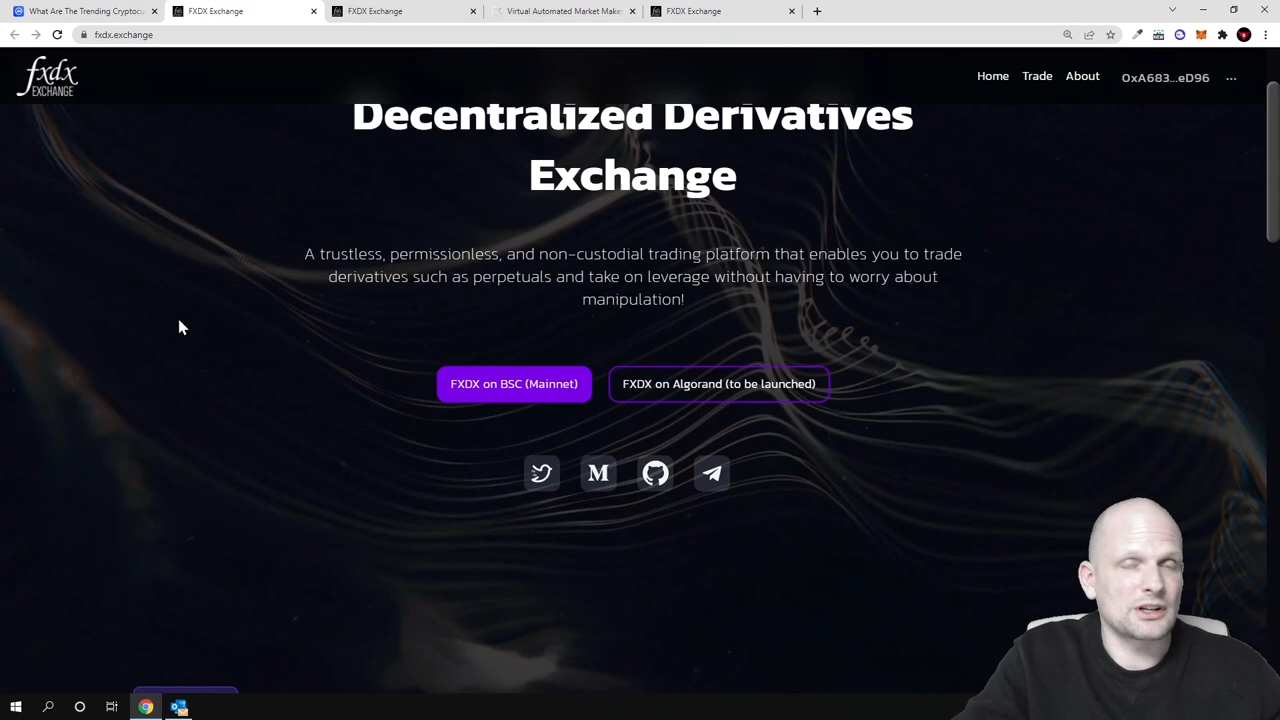 What Are The Trending Cryptocu
FXDX Exchange
FXDX Exchange
Virtual Automated Market Make
FXDX Exchange
fxdx.exchange
fxdx
EXCHANGE
Home
Trade
About
0xA683...eD96
...
Decentralized Derivatives
Exchange
A trustless, permissionless, and non-custodial trading platform that enables you to trade
derivatives such as perpetuals and take on leverage without having to worry about
manipulation!
FXDX on BSC (Mainnet)
FXDX on Algorand (to be launched)
M